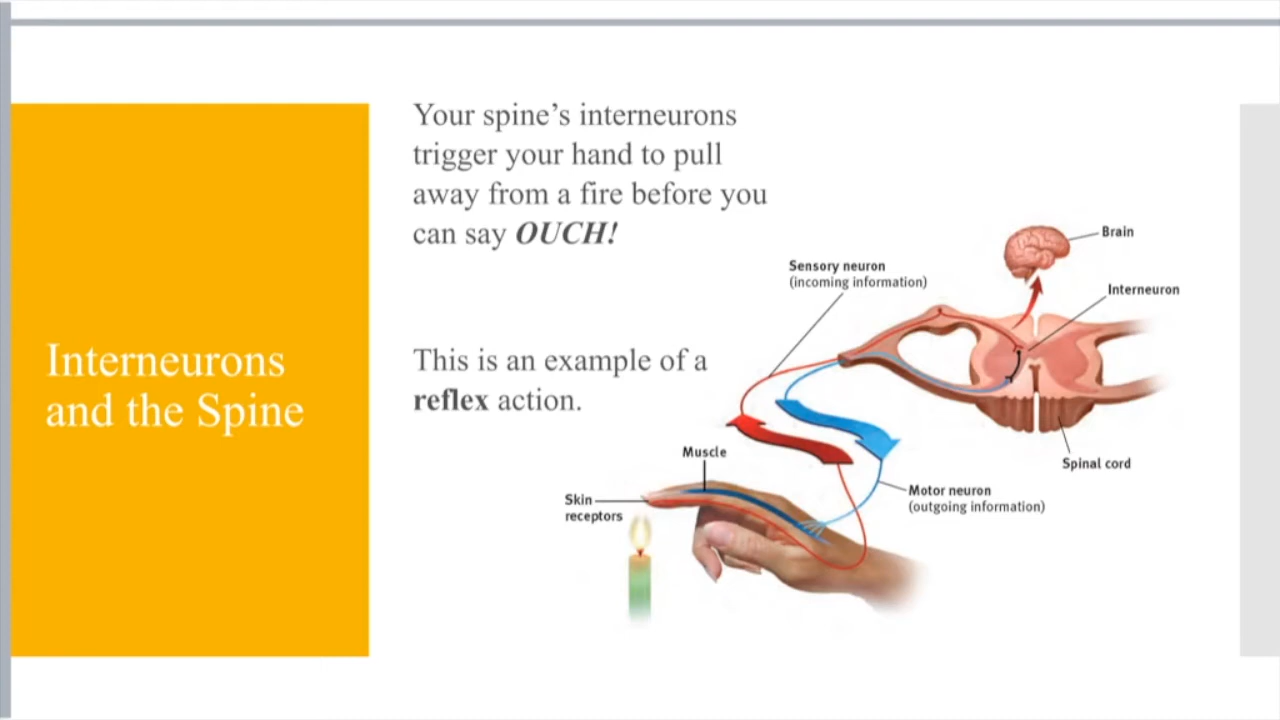 Interneurons
and the Spine
Your spine’s interneurons
trigger your hand to pull
away from a fire before you
can say OUCH!
This is an example of a
reflex action.
Brain
Sensory neuron
(incoming information)
Interneuron
Muscle
Spinal cord
Skin
receptors
Motor neuron
(outgoing information)